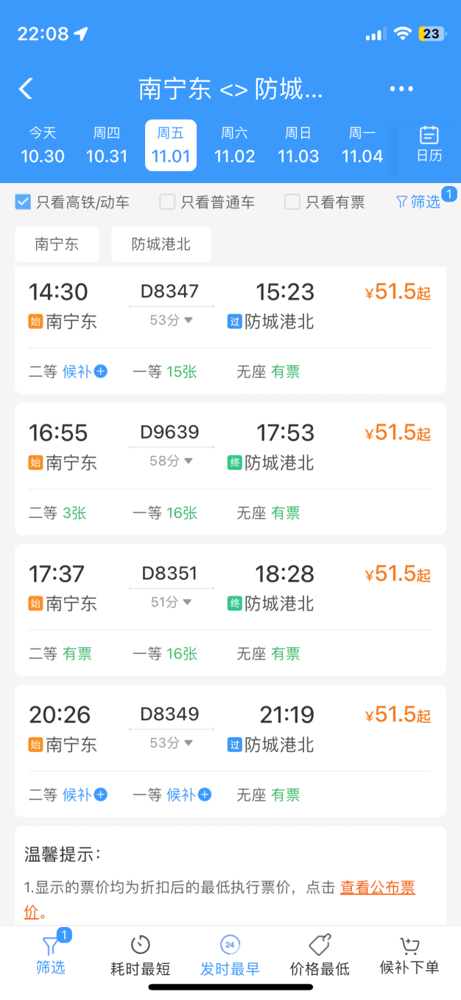 22:08 23
南宁东 <> 防城...
今天 周四 周五 周六 周日 周一
10.30 10.31 11.01 11.02 11.03 11.04 日历
只看高铁/动车 只看普通车 只看有票 筛选 1
南宁东 防城港北
14:30 D8347 15:23 ¥51.5起
始 南宁东 53分 过 防城港北
二等 候补 一等 15张 无座 有票
16:55 D9639 17:53 ¥51.5起
始 南宁东 58分 终 防城港北
二等 3张 一等 16张 无座 有票
17:37 D8351 18:28 ¥51.5起
始 南宁东 51分 终 防城港北
二等 有票 一等 16张 无座 有票
20:26 D8349 21:19 ¥51.5起
始 南宁东 53分 过 防城港北
二等 候补 一等 候补 无座 有票
温馨提示：
1.显示的票价均为折扣后的最低执行票价，点击 查看公布票
价。
1 24
筛选 耗时最短 发时最早 价格最低 候补下单